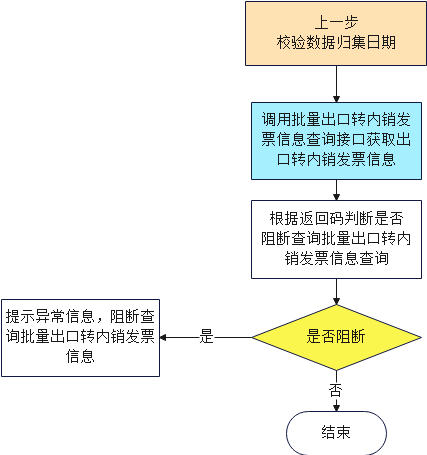 上一步
校验数据归集日期
调用批量出口转内销发
票信息查询接口获取出
口转内销发票信息
根据返回码判断是否
阻断查询批量出口转内
销发票信息查询
是否阻断
是
提示异常信息，阻断查
询批量出口转内销发票
信息
否
结束